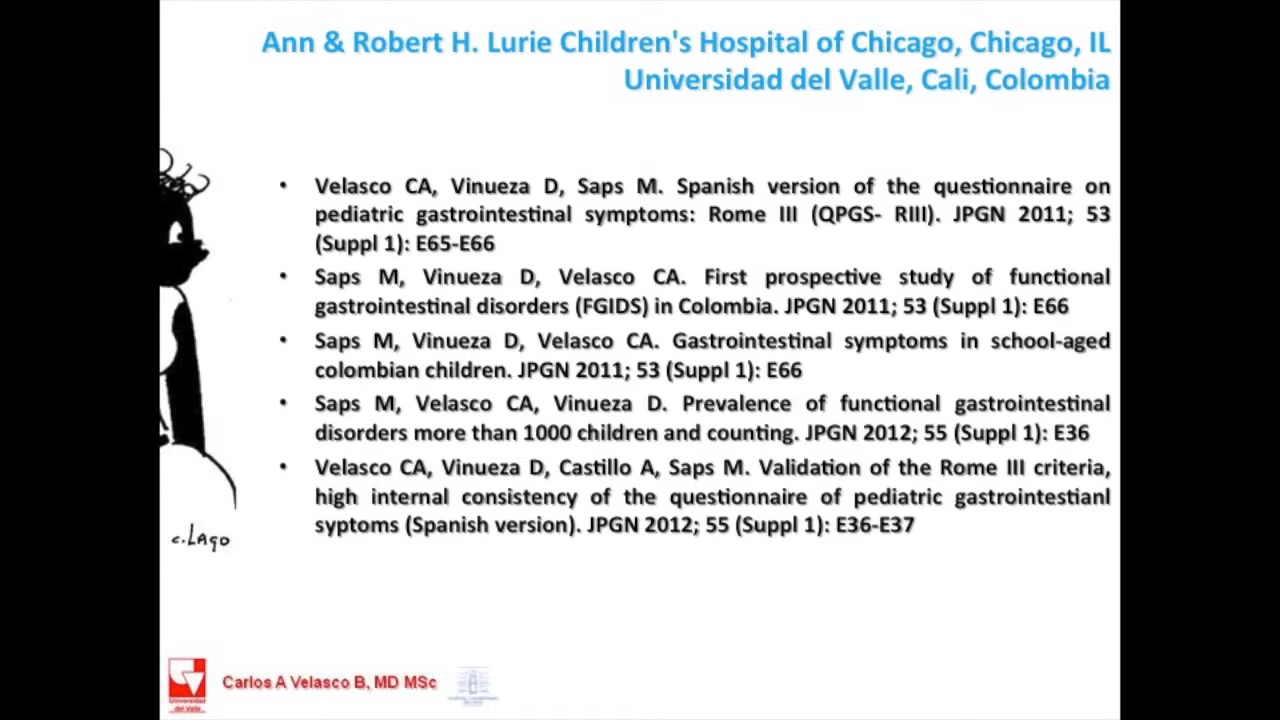 Ann & Robert H. Lurie Children's Hospital of Chicago, Chicago, IL
Universidad del Valle, Cali, Colombia
• Velasco CA, Vinueza D, Saps M. Spanish version of the questionnaire on
pediatric gastrointestinal symptoms: Rome III (QPGS- RIII). JPGN 2011; 53
(Suppl 1): E65-E66
• Saps M, Vinueza D, Velasco CA. First prospective study of functional
gastrointestinal disorders (FGIDS) in Colombia. JPGN 2011; 53 (Suppl 1): E66
• Saps M, Vinueza D, Velasco CA. Gastrointestinal symptoms in school-aged
colombian children. JPGN 2011; 53 (Suppl 1): E66
• Saps M, Velasco CA, Vinueza D. Prevalence of functional gastrointestinal
disorders more than 1000 children and counting. JPGN 2012; 55 (Suppl 1): E36
• Velasco CA, Vinueza D, Castillo A, Saps M. Validation of the Rome III criteria,
high internal consistency of the questionnaire of pediatric gastrointestianl
syptoms (Spanish version). JPGN 2012; 55 (Suppl 1): E36-E37
c.Lago
Carlos A Velasco B, MD MSc
Universidad
del Valle